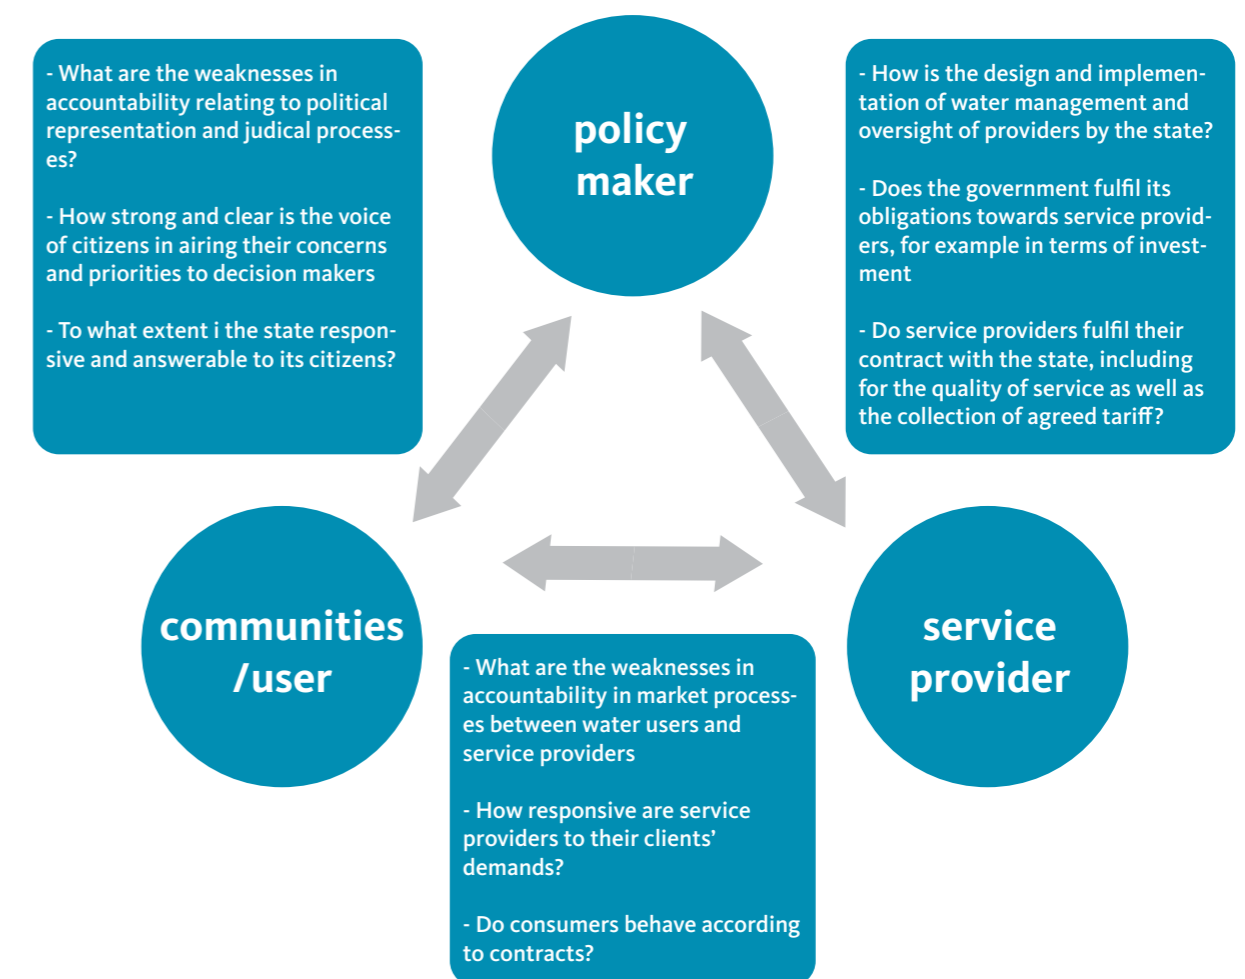 - What are the weaknesses in
accountability relating to political
representation and judical process-
es?
- How strong and clear is the voice
of citizens in airing their concerns
and priorities to decision makers
- To what extent i the state respon-
sive and answerable to its citizens?
policy
maker
- How is the design and implemen-
tation of water management and
oversight of providers by the state?
- Does the government fulfil its
obligations towards service provid-
ers, for example in terms of invest-
ment
- Do service providers fulfil their
contract with the state, including
for the quality of service as well as
the collection of agreed tariff?
communities
/user
- What are the weaknesses in
accountability in market process-
es between water users and
service providers
- How responsive are service
providers to their clients’
demands?
- Do consumers behave according
to contracts?
service
provider